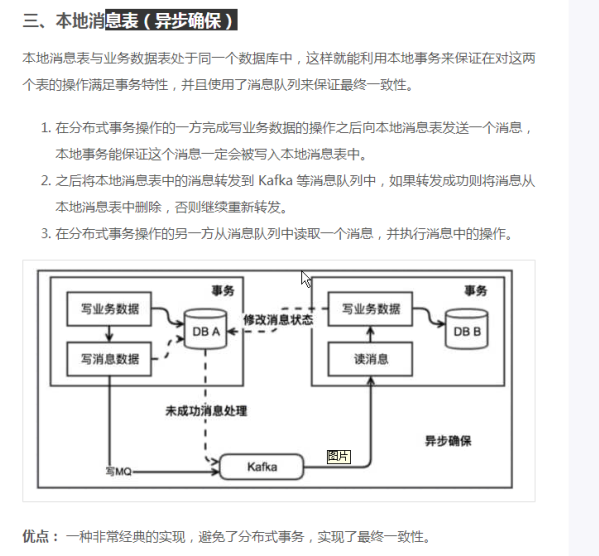 三、本地消息表（异步确保）
本地消息表与业务数据表处于同一个数据库中，这样就能利用本地事务来保证在对这两
个表的操作满足事务特性，并且使用了消息队列来保证最终一致性。
1. 在分布式事务操作的一方完成写业务数据的操作之后向本地消息表发送一个消息，
本地事务能保证这个消息一定会被写入本地消息表中。
2. 之后将本地消息表中的消息转发到 Kafka 等消息队列中，如果转发成功则将消息从
本地消息表中删除，否则继续重新转发。
3. 在分布式事务操作的另一方从消息队列中读取一个消息，并执行消息中的操作。
事务
事务
写业务数据
DB A
修改消息状态
写业务数据
DB B
写消息数据
读消息
未成功消息处理
异步确保
图片
写MQ
Kafka
优点： 一种非常经典的实现，避免了分布式事务，实现了最终一致性。